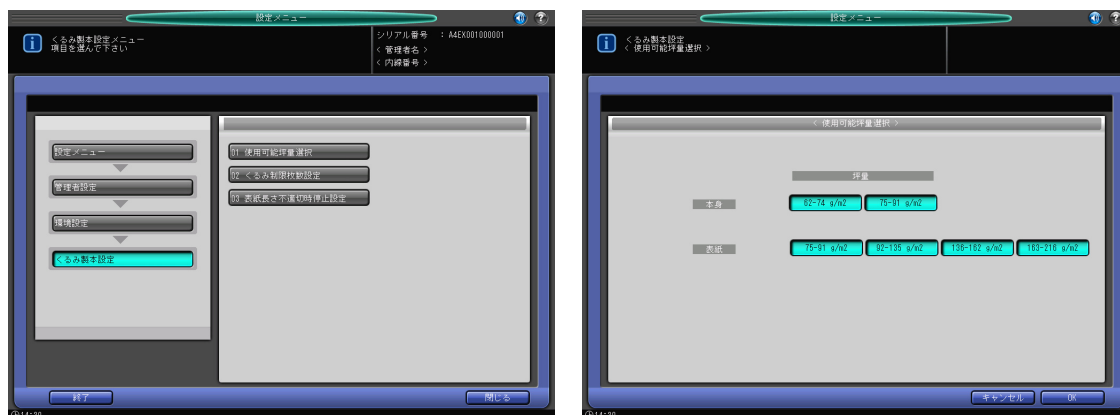 設定メニュー
くるみ製本設定メニュー
項目を選んで下さい
シリアル番号 : A4EX001000001
< 管理者名 >
< 内線番号 >
設定メニュー
管理者設定
環境設定
くるみ製本設定
01 使用可能坪量選択
02 くるみ制限枚数設定
03 表紙長さ不適切時停止設定
終了
閉じる
14:30
設定メニュー
くるみ製本設定
< 使用可能坪量選択 >
< 使用可能坪量選択 >
坪量
本身 62-74 g/m2 75-91 g/m2
表紙 75-91 g/m2 92-135 g/m2 136-162 g/m2 163-216 g/m2
キャンセル OK
14:30